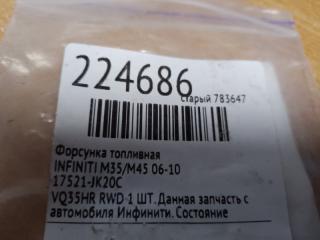 224686
старый 783647
Форсунка топливная
INFINITI M35/M45 06-10
17521-JK20C
VQ35HR RWD 1 ШТ. Данная запчасть с
автомобиля Инфинити. Состояние